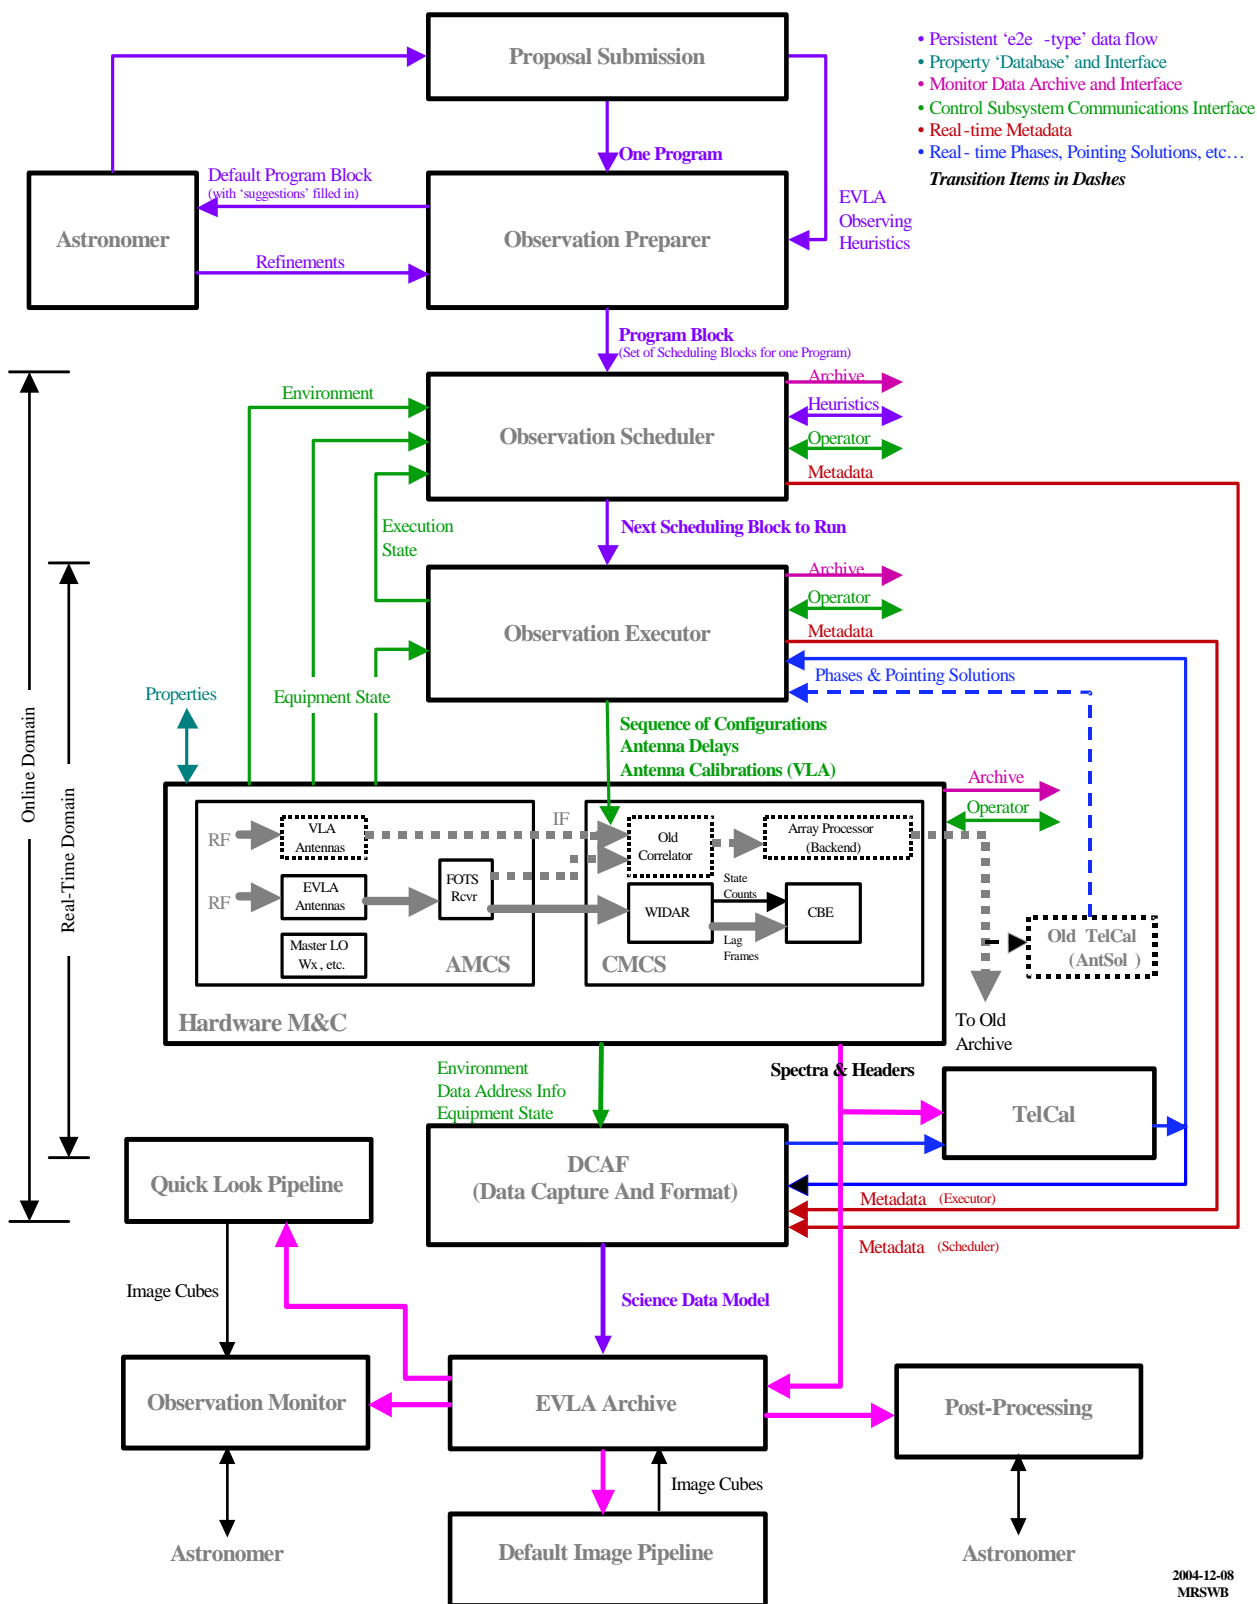 Proposal Submission
• Persistent ‘e2e -type’ data flow
• Property ‘Database’ and Interface
• Monitor Data Archive and Interface
• Control Subsystem Communications Interface
• Real-time Metadata
• Real- time Phases, Pointing Solutions, etc…
Transition Items in Dashes
One Program
Default Program Block
(with ‘suggestions’ filled in)
Astronomer
Observation Preparer
EVLA
Observing
Heuristics
Refinements
Program Block
(Set of Scheduling Blocks for one Program)
Environment
Observation Scheduler
Archive
Heuristics
Operator
Metadata
Execution
State
Next Scheduling Block to Run
Observation Executor
Archive
Operator
Metadata
Phases & Pointing Solutions
Online Domain
Real-Time Domain
Properties
Equipment State
Sequence of Configurations
Antenna Delays
Antenna Calibrations (VLA)
Archive
Operator
RF
VLA
Antennas
IF
Old
Correlator
Array Processor
(Backend)
RF
EVLA
Antennas
FOTS
Rcvr
WIDAR
State
Counts
Lag
Frames
CBE
Master LO
Wx , etc.
AMCS
CMCS
Hardware M&C
Old TelCal
(AntSol )
To Old
Archive
Environment
Data Address Info
Equipment State
Spectra & Headers
TelCal
Quick Look Pipeline
DCAF
(Data Capture And Format)
Metadata (Executor)
Metadata (Scheduler)
Image Cubes
Science Data Model
Observation Monitor
EVLA Archive
Post-Processing
Image Cubes
Astronomer
Default Image Pipeline
Astronomer
2004-12-08
MRSWB